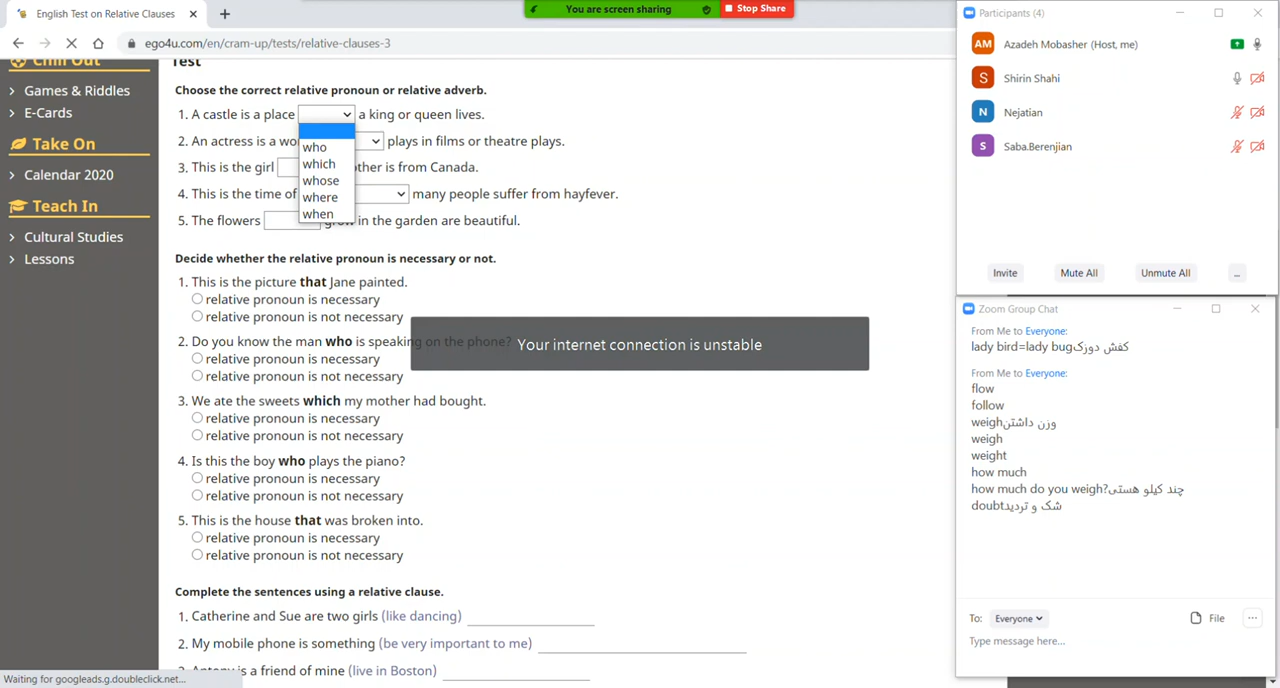 English Test on Relative Clauses
You are screen sharing
Stop Share
ego4u.com/en/cram-up/tests/relative-clauses-3
Chill Out
Games & Riddles
E-Cards
Take On
Calendar 2020
Teach In
Cultural Studies
Lessons
Test
Choose the correct relative pronoun or relative adverb.
1. A castle is a place a king or queen lives.
who
which
whose
where
when
2. An actress is a plays in films or theatre plays.
3. This is the girl is from Canada.
4. This is the time of many people suffer from hayfever.
5. The flowers grow in the garden are beautiful.
Decide whether the relative pronoun is necessary or not.
1. This is the picture that Jane painted.
relative pronoun is necessary
relative pronoun is not necessary
2. Do you know the man who is speaking on the phone?
relative pronoun is necessary
relative pronoun is not necessary
Your internet connection is unstable
3. We ate the sweets which my mother had bought.
relative pronoun is necessary
relative pronoun is not necessary
4. Is this the boy who plays the piano?
relative pronoun is necessary
relative pronoun is not necessary
5. This is the house that was broken into.
relative pronoun is necessary
relative pronoun is not necessary
Complete the sentences using a relative clause.
1. Catherine and Sue are two girls (like dancing)
2. My mobile phone is something (be very important to me)
3. Antony is a friend of mine (live in Boston)
Waiting for googleads.g.doubleclick.net...
Participants (4)
AM Azadeh Mobasher (Host, me)
S Shirin Shahi
N Nejatian
S Saba.Berenjian
Invite Mute All Unmute All ...
Zoom Group Chat
From Me to Everyone:
lady bird=lady bugکفش دوزک
From Me to Everyone:
flow
follow
weighوزن داشتن
weigh
weight
how much
how much do you weigh?چند کیلو هستی
doubtشک و تردید
To: Everyone File ...
Type message here...